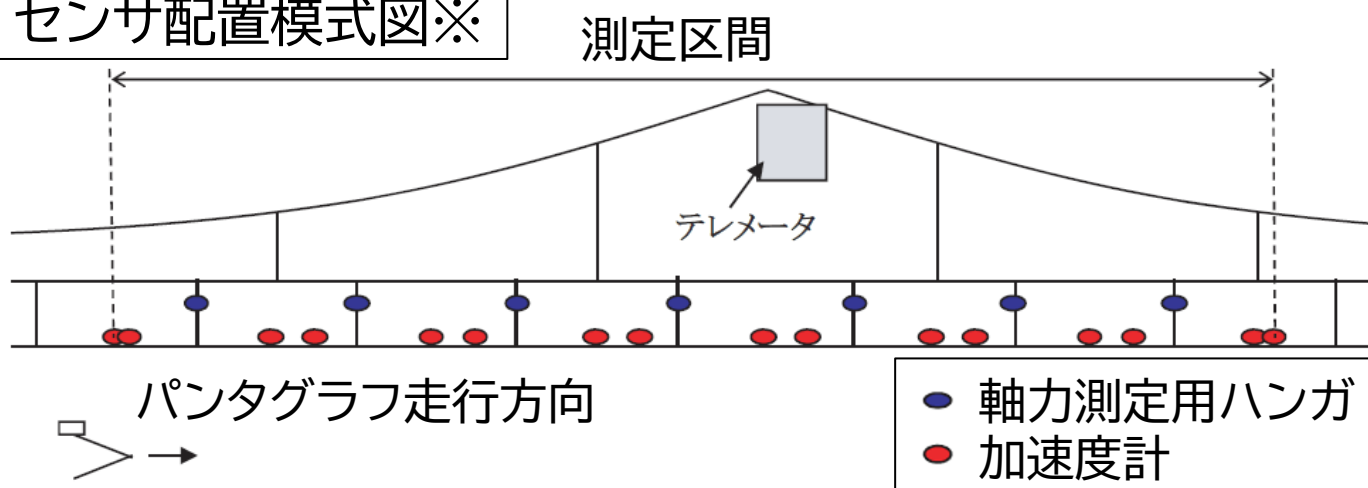 センサ配置模式図※
測定区間
テレメータ
パンタグラフ走行方向
軸力測定用ハンガ
加速度計